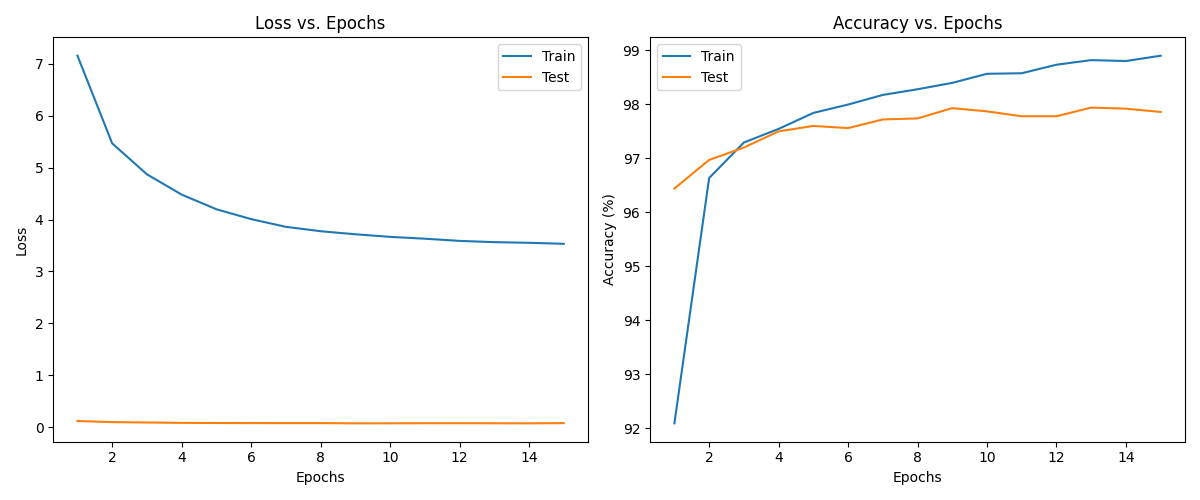 Loss vs. Epochs
7
6
5
4
3
2
1
0
Loss
2 4 6 8 10 12 14
Epochs
Train
Test
Accuracy vs. Epochs
99
98
97
96
95
94
93
92
Accuracy (%)
2 4 6 8 10 12 14
Epochs
Train
Test